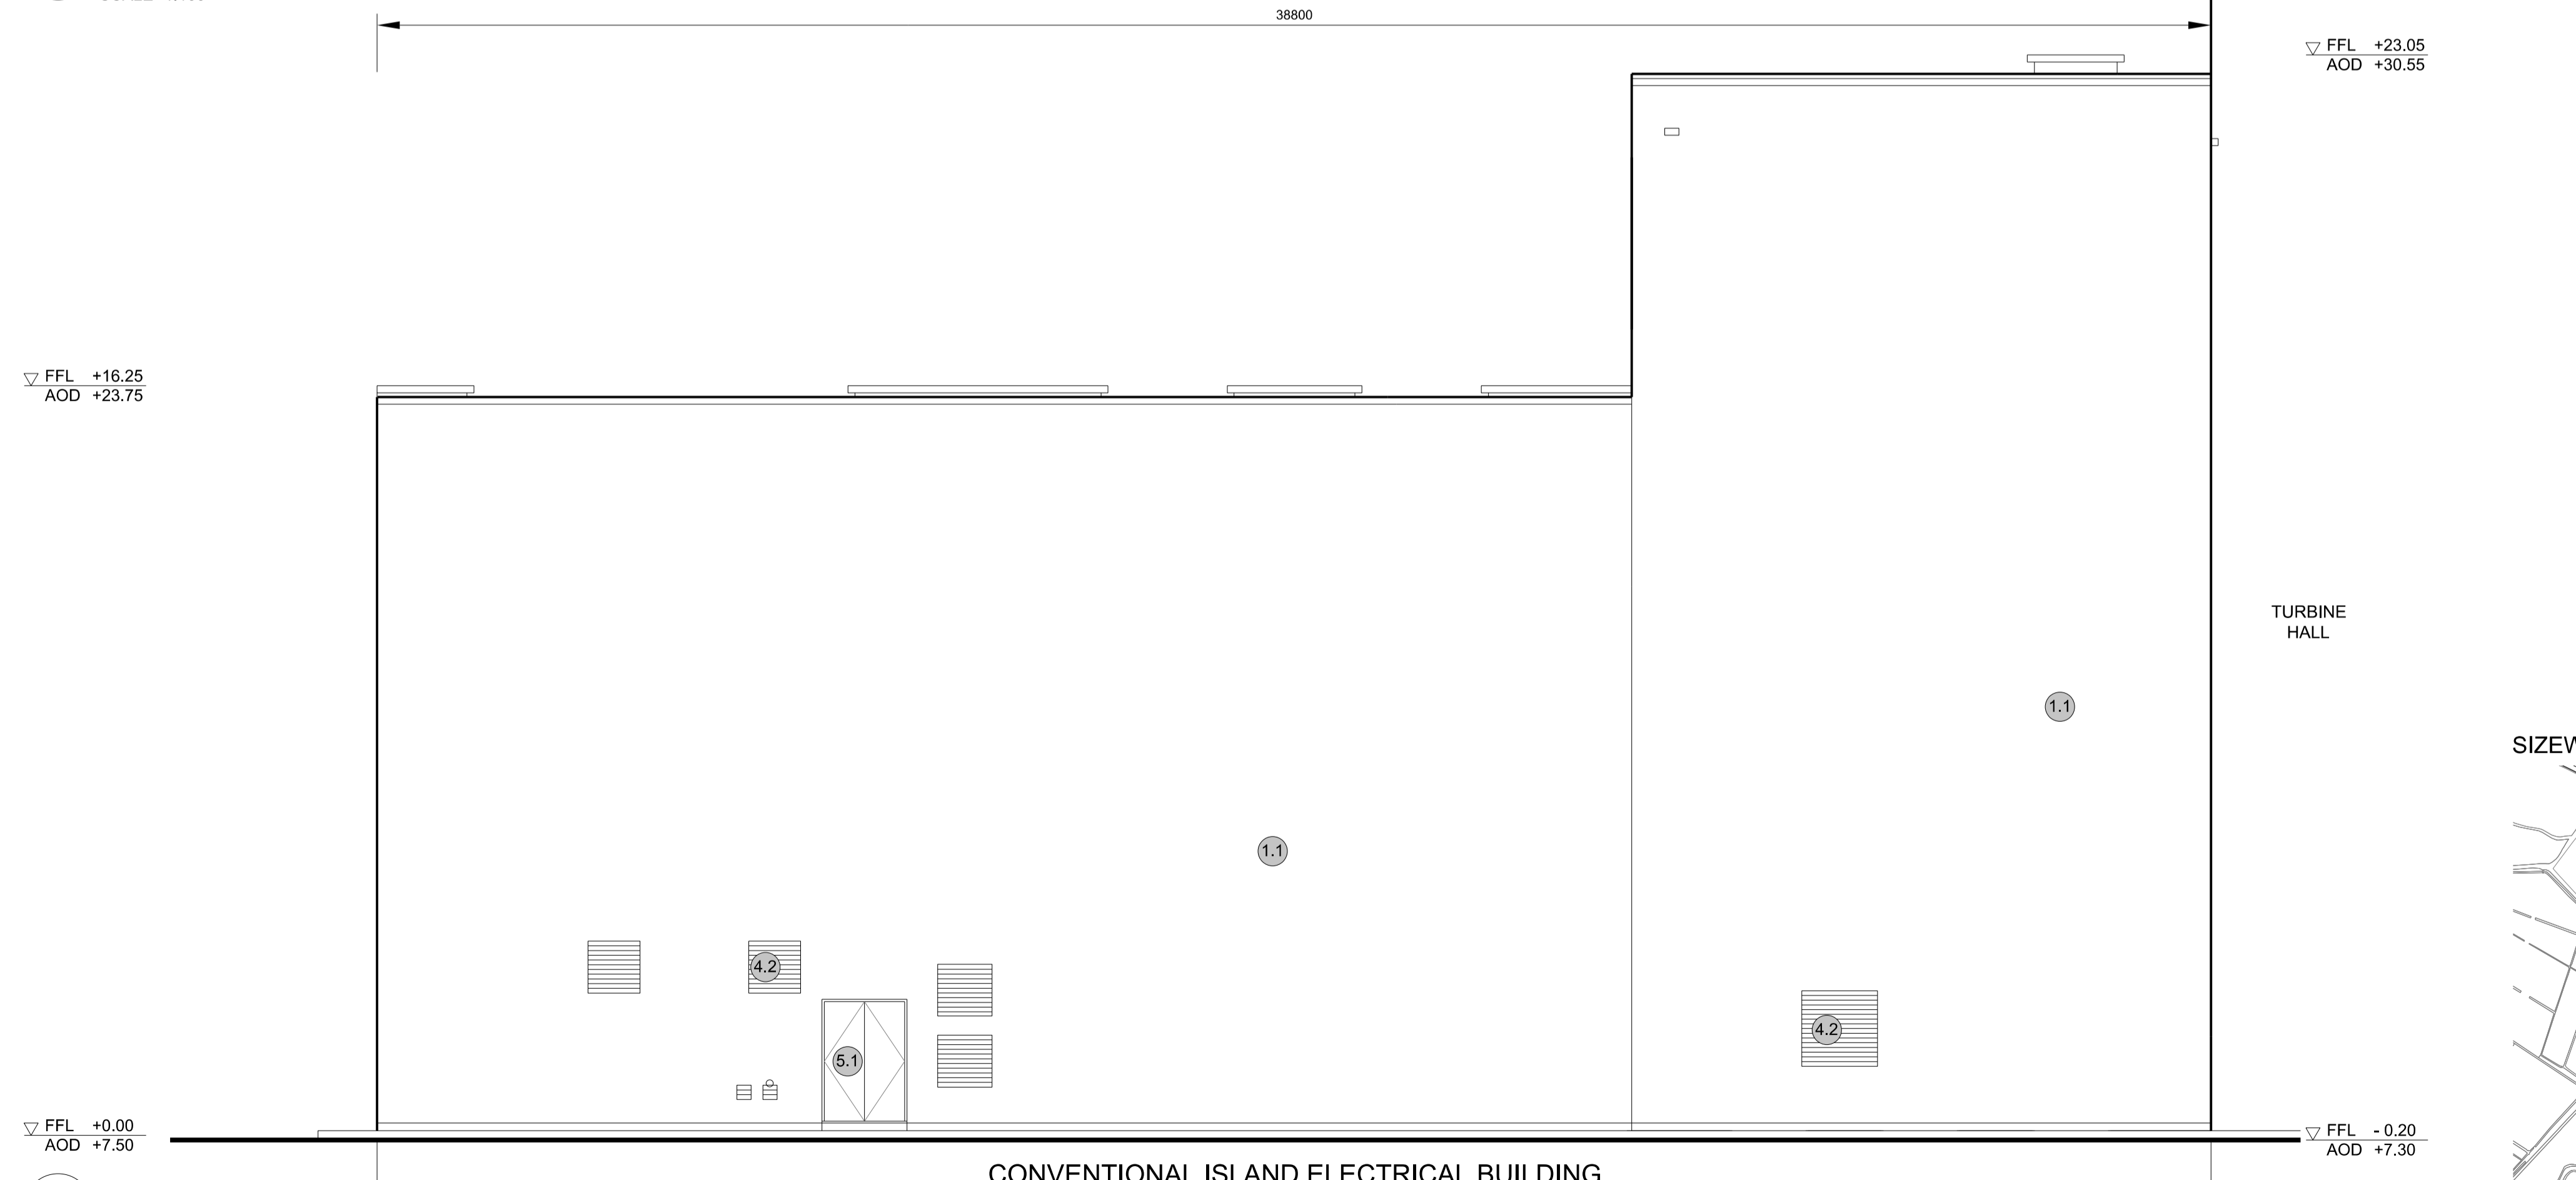 38800
FFL +23.05
AOD +30.55
FFL +16.25
AOD +23.75
TURBINE
HALL
1.1
SIZEW
1.1
4.2
4.2
5.1
FFL +0.00
AOD +7.50
FFL - 0.20
AOD +7.30
CONVENTIONAL ISLAND ELECTRICAL BUILDING